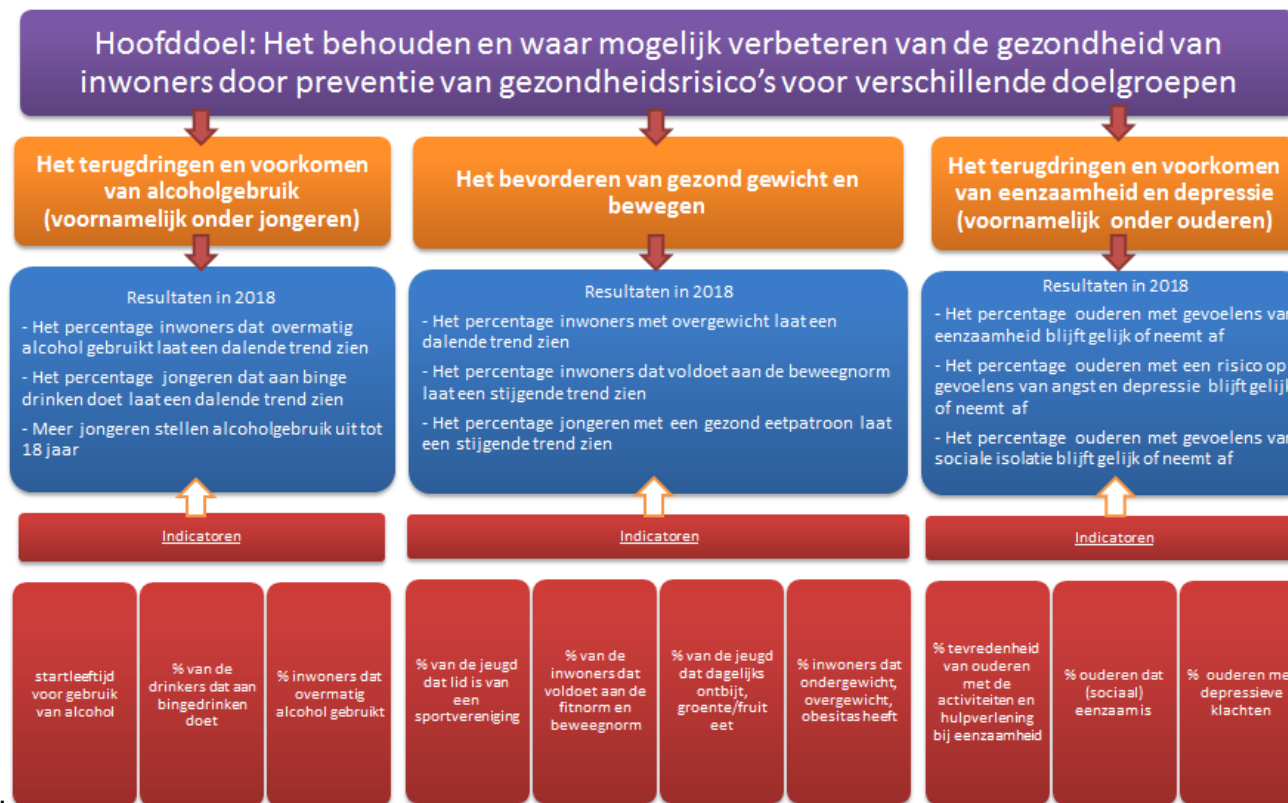 Hoofddoel: Het behouden en waar mogelijk verbeteren van de gezondheid van
inwoners door preventie van gezondheidsrisico's voor verschillende doelgroepen
Het terugdringen en voorkomen
van alcoholgebruik
(voornamelijk onder jongeren)
Resultaten in 2018
- Het percentage inwoners dat overmatig
alcohol gebruikt laat een dalende trend zien
- Het percentage jongeren dat aan binge
drinken doet laat een dalende trend zien
- Meer jongeren stellen alcoholgebruik uit tot
18 jaar
Indicatoren
startleeftijd
voor gebruik
van alcohol
% van de
drinkers dat aan
bingedrinken
doet
% inwoners dat
overmatig
alcohol gebruikt
Het bevorderen van gezond gewicht en
bewegen
Resultaten in 2018
- Het percentage inwoners met overgewicht laat een
dalende trend zien
- Het percentage inwoners dat voldoet aan de beweegnorm
laat een stijgende trend zien
- Het percentage jongeren met een gezond eetpatroon laat
een stijgende trend zien
Indicatoren
% van de jeugd
dat lid is van
een
sportvereniging
% van de
inwoners dat
voldoet aan de
fitnorm en
beweegnorm
% van de jeugd
dat dagelijks
ontbijt,
groente/fruit
eet
% inwoners dat
ondergewicht,
overgewicht,
obesitas heeft
Het terugdringen en voorkomen
van eenzaamheid en depressie
(voornamelijk onder ouderen)
Resultaten in 2018
- Het percentage ouderen met gevoelens van
eenzaamheid blijft gelijk of neemt af
- Het percentage ouderen met een risico op
gevoelens van angst en depressie blijft gelijk
of neemt af
- Het percentage ouderen met gevoelens van
sociale isolatie blijft gelijk of neemt af
Indicatoren
% tevredenheid
van ouderen
met de
activiteiten en
hulpverlening
bij eenzaamheid
% ouderen dat
(sociaal)
eenzaam is
% ouderen met
depressieve
klachten